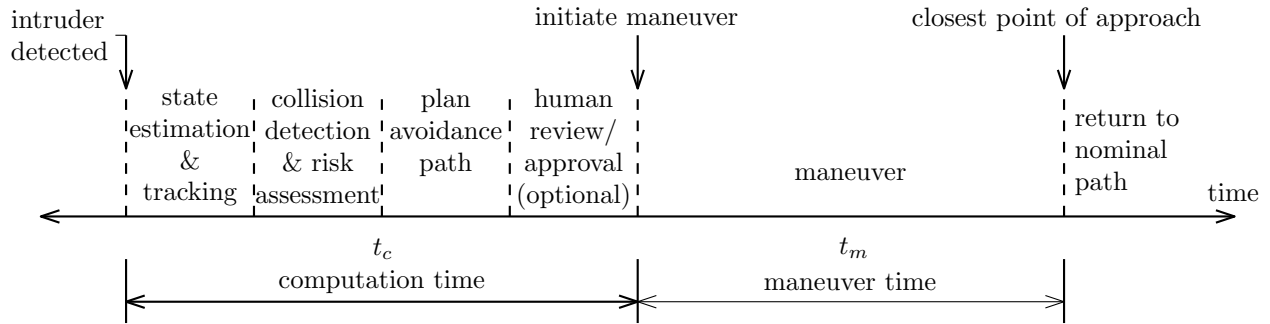 intruder
detected
initiate maneuver
closest point of approach
state
estimation
&
tracking
collision
detection
& risk
assessment
plan
avoidance
path
human
review/
approval
(optional)
maneuver
return to
nominal
path
time
t_c
computation time
t_m
maneuver time